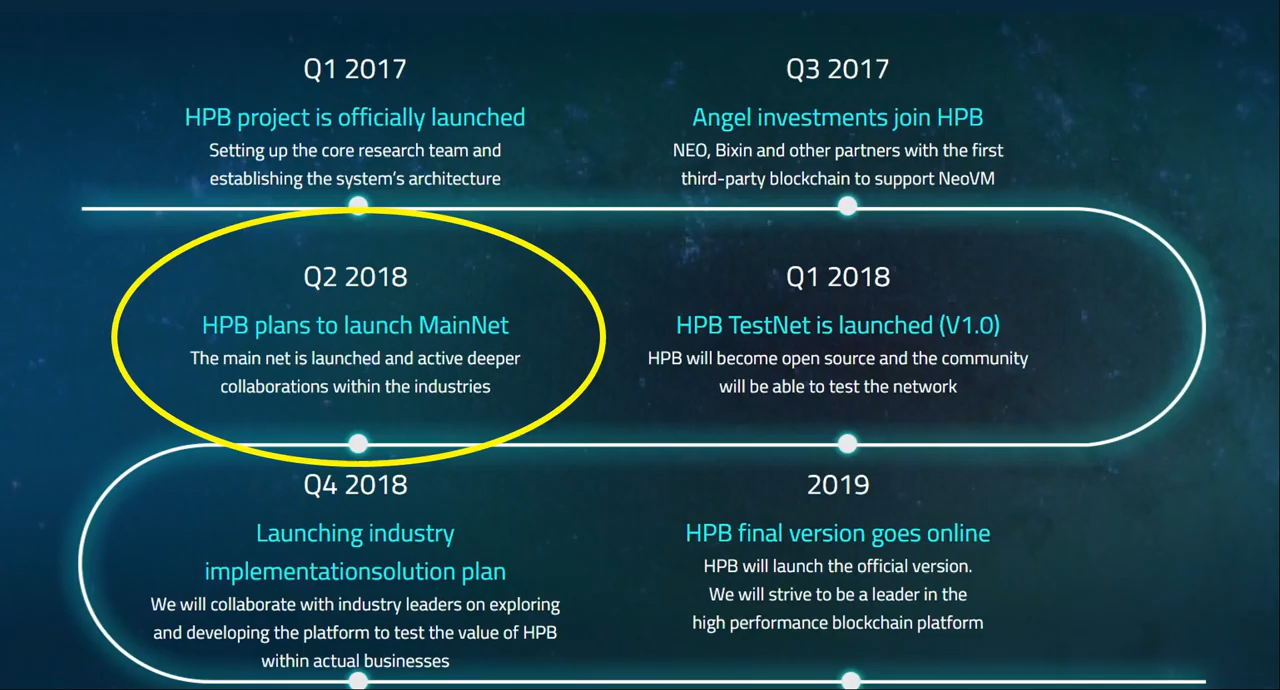 Q1 2017
HPB project is officially launched
Setting up the core research team and
establishing the system's architecture
Q3 2017
Angel investments join HPB
NEO, Bixin and other partners with the first
third-party blockchain to support NeoVM
Q2 2018
HPB plans to launch MainNet
The main net is launched and active deeper
collaborations within the industries
Q1 2018
HPB TestNet is launched (V1.0)
HPB will become open source and the community
will be able to test the network
Q4 2018
Launching industry
implementationsolution plan
We will collaborate with industry leaders on exploring
and developing the platform to test the value of HPB
within actual businesses
2019
HPB final version goes online
HPB will launch the official version.
We will strive to be a leader in the
high performance blockchain platform